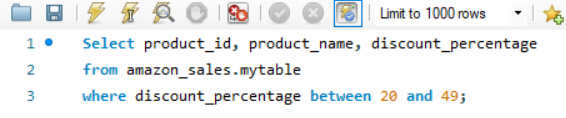 Limit to 1000 rows
1 Select product_id, product_name, discount_percentage
2 from amazon_sales.mytable
3 where discount_percentage between 20 and 49;